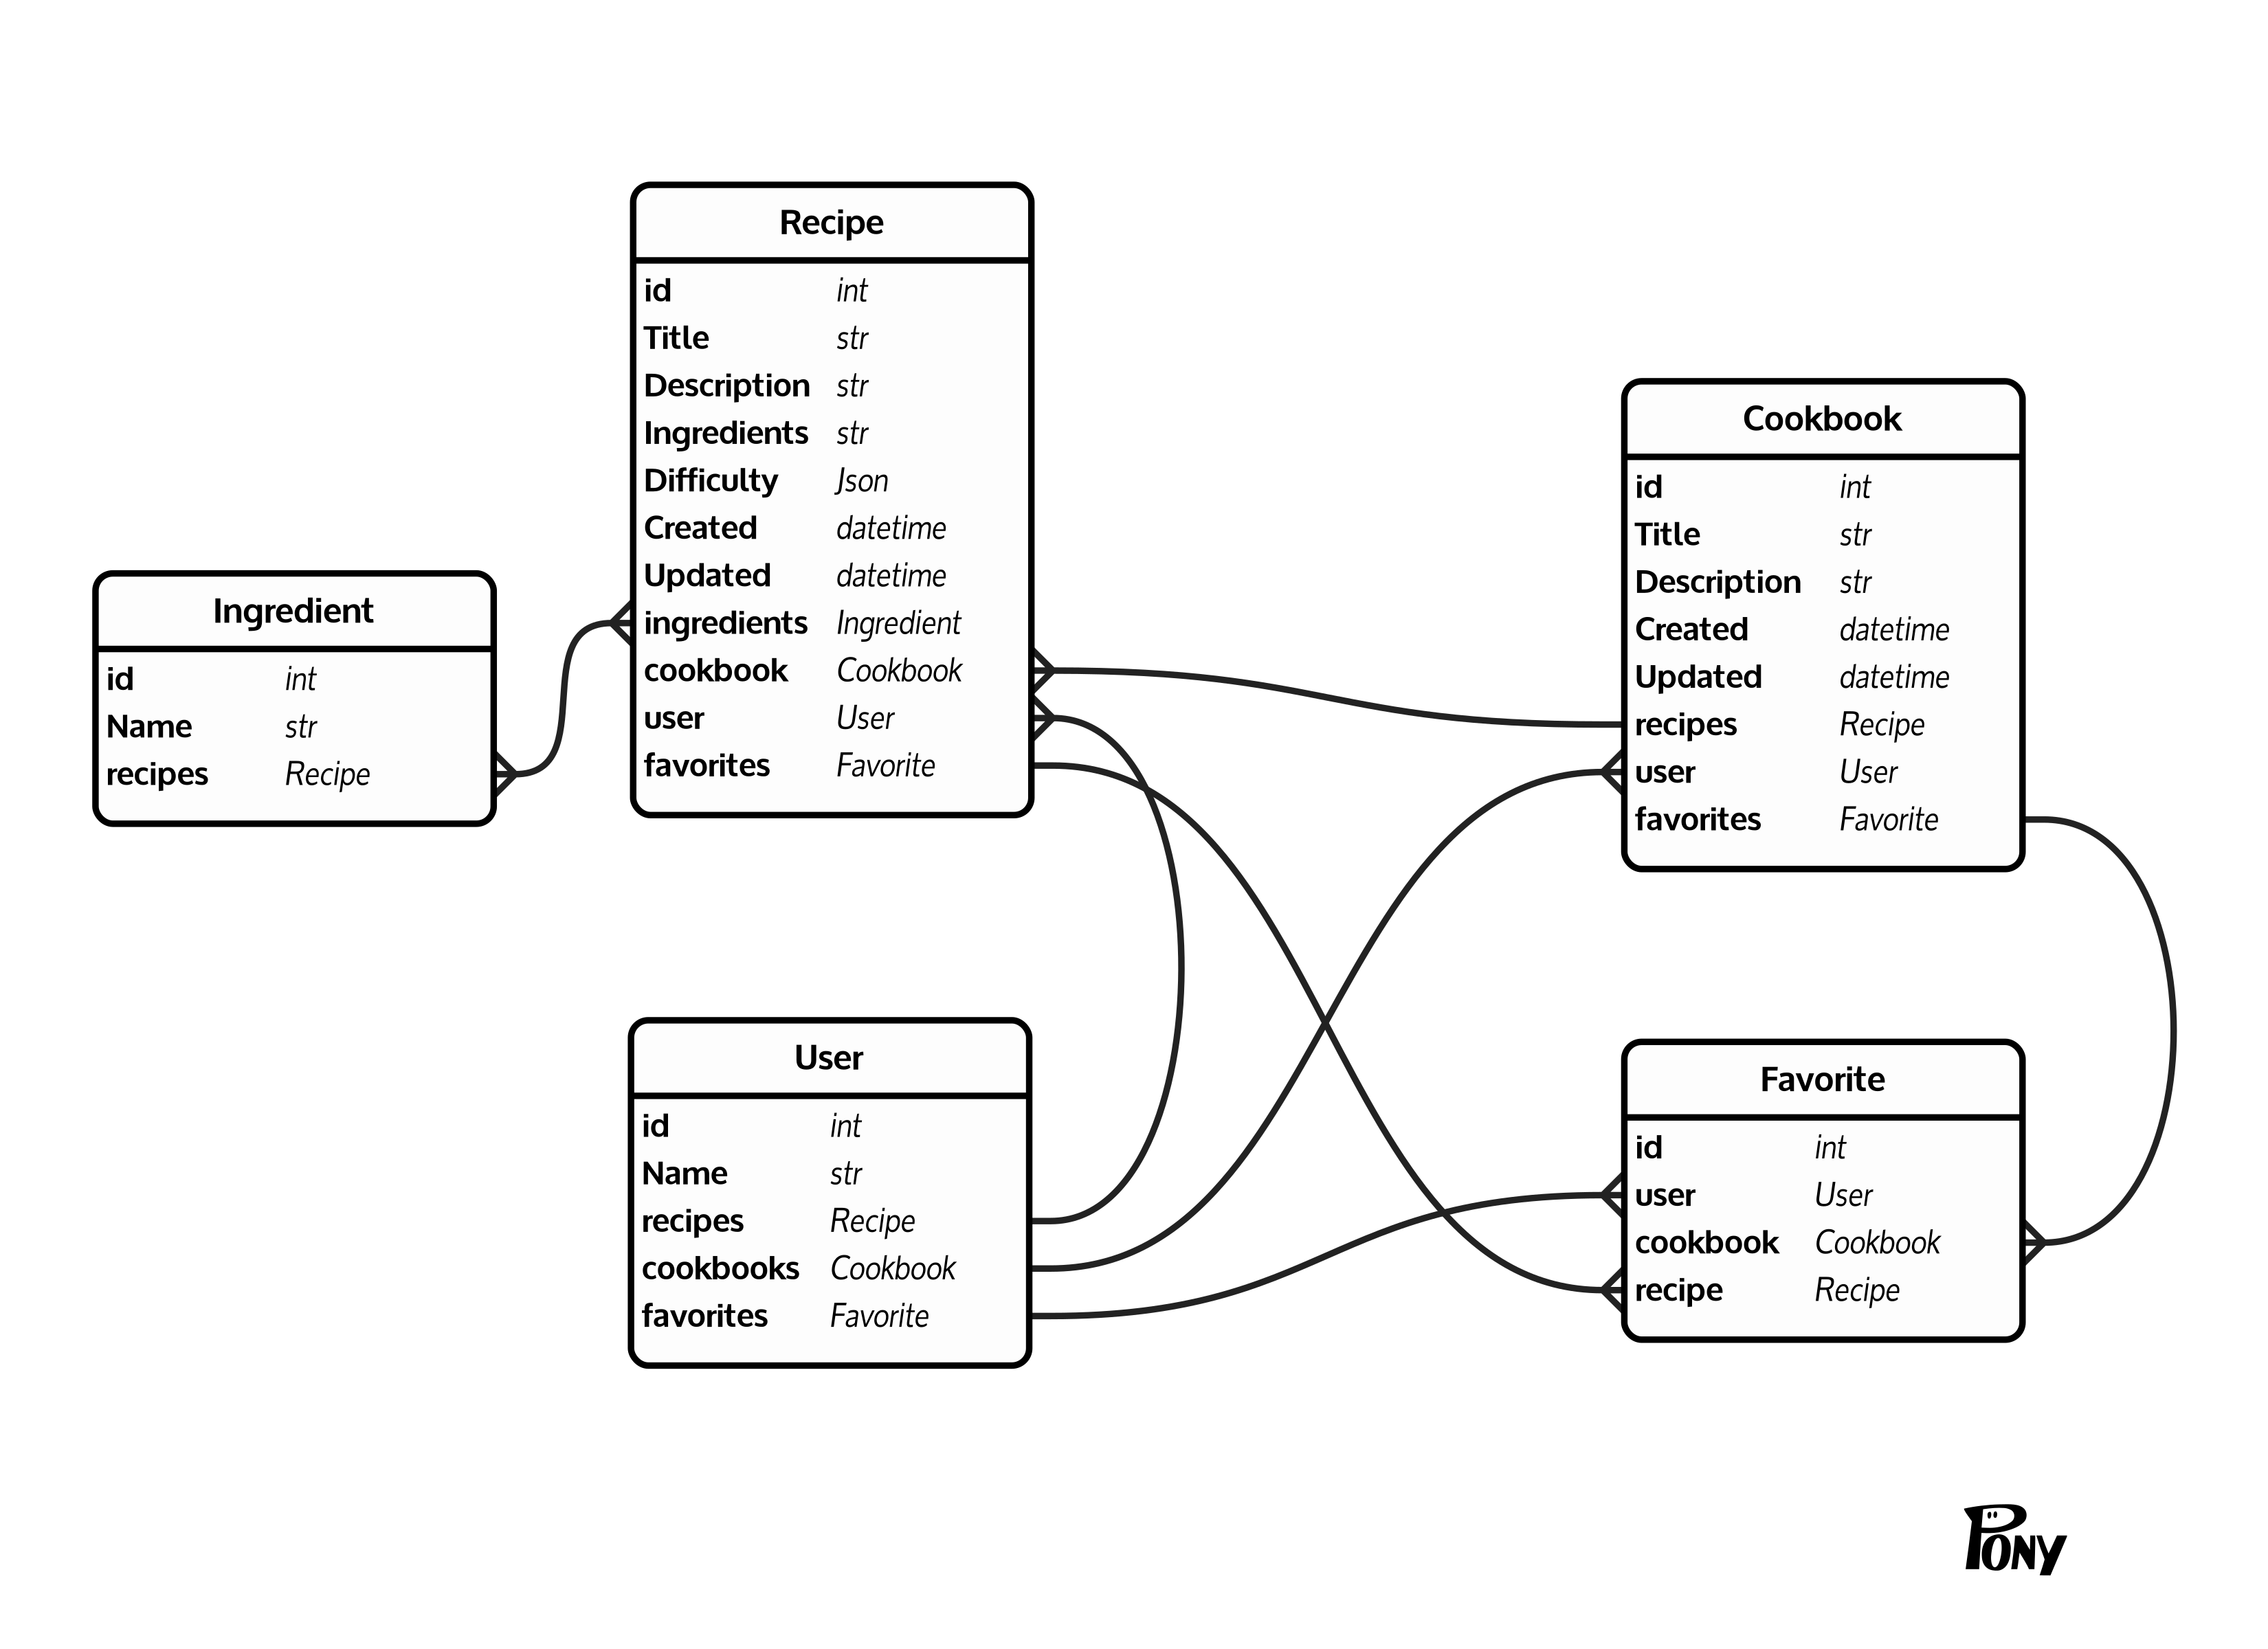 Recipe
id int
Title str
Description str
Ingredients str
Difficulty Json
Created datetime
Updated datetime
ingredients Ingredient
cookbook Cookbook
user User
favorites Favorite
Cookbook
id int
Title str
Description str
Created datetime
Updated datetime
recipes Recipe
user User
favorites Favorite
Ingredient
id int
Name str
recipes Recipe
User
id int
Name str
recipes Recipe
cookbooks Cookbook
favorites Favorite
Favorite
id int
user User
cookbook Cookbook
recipe Recipe
PONY